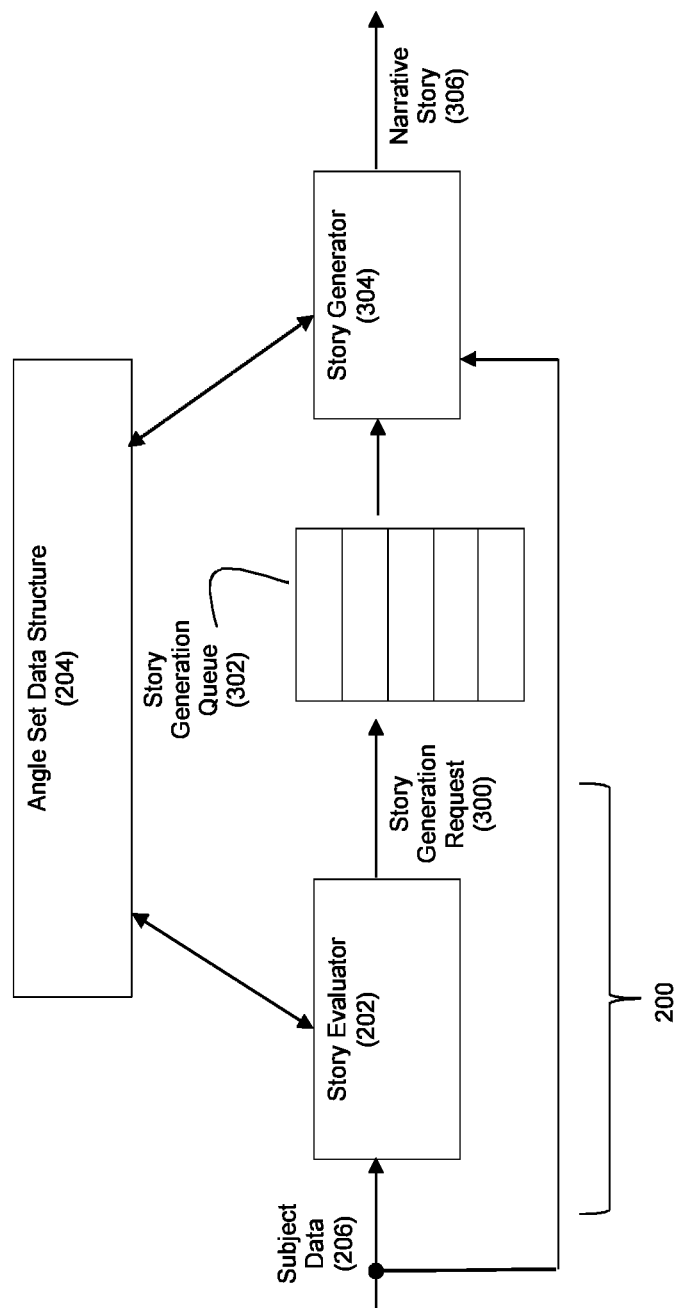 Angle Set Data Structure
(204)
Subject
Data
(206)
Story Evaluator
(202)
Story
Generation
Request
(300)
Story
Generation
Queue
(302)
Story Generator
(304)
Narrative
Story
(306)
200